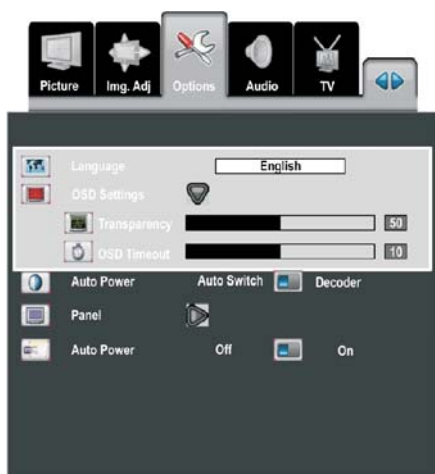 Picture Img. Adj Options Audio TV
Language English
OSD Settings
Transparency 50
OSD Timeout 10
Auto Power Auto Switch Decoder
Panel
Auto Power Off On